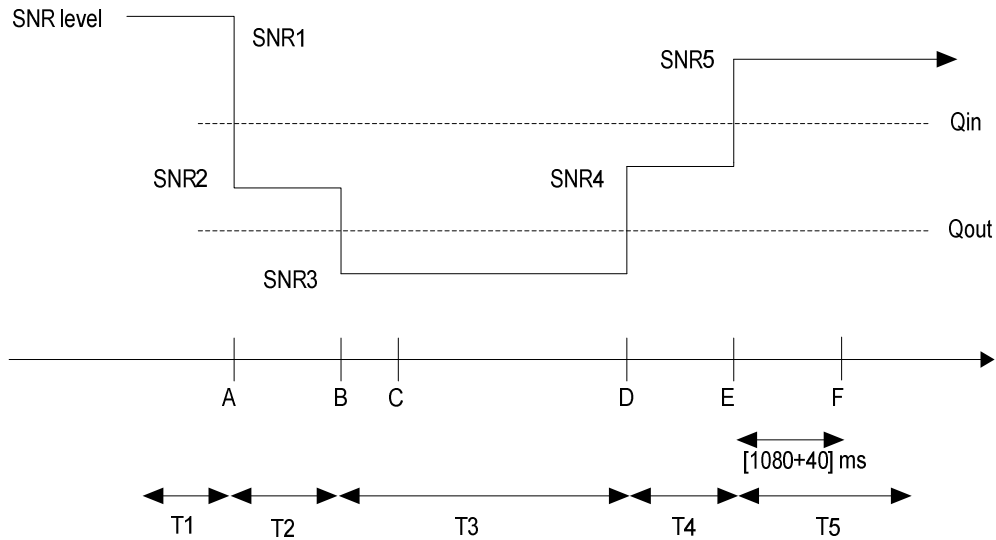 SNR level
SNR1
SNR5
Qin
SNR2
SNR4
Qout
SNR3
A B C D E F
[1080+40] ms
T1 T2 T3 T4 T5